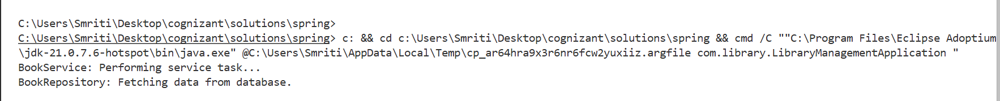 C:\Users\Smriti\Desktop\cognizant\solutions\spring>
C:\Users\Smriti\Desktop\cognizant\solutions\spring> c: && cd c:\Users\Smriti\Desktop\cognizant\solutions\spring && cmd /C ""C:\Program Files\Eclipse Adoptium
\jdk-21.0.7.6-hotspot\bin\java.exe" @C:\Users\Smriti\AppData\Local\Temp\cp_ar64hra9x3r6nr6fcw2yuxiiz.argfile com.library.LibraryManagementApplication "
BookService: Performing service task...
BookRepository: Fetching data from database.